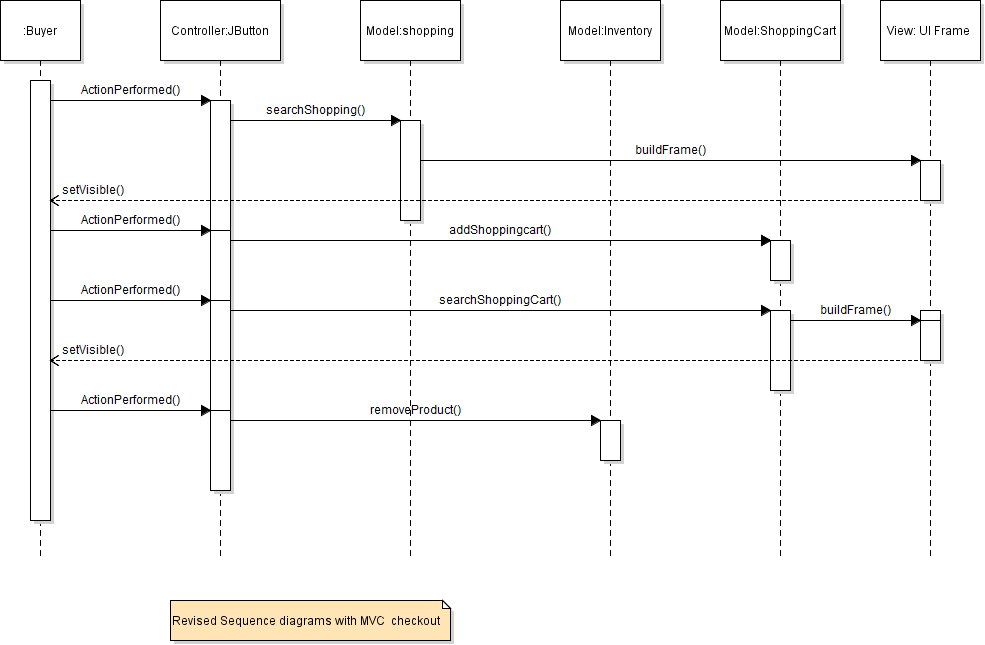 :Buyer
Controller:JButton
Model:shopping
Model:Inventory
Model:ShoppingCart
View: UI Frame
ActionPerformed()
searchShopping()
buildFrame()
setVisible()
ActionPerformed()
addShoppingcart()
ActionPerformed()
searchShoppingCart()
buildFrame()
setVisible()
ActionPerformed()
removeProduct()
Revised Sequence diagrams with MVC checkout